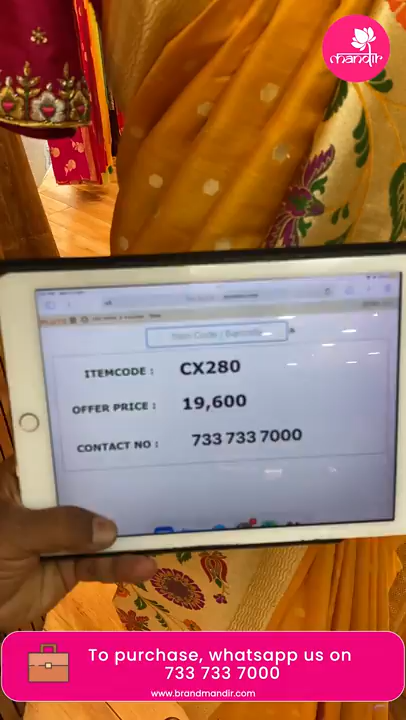 mandir
ITEMCODE : CX280
OFFER PRICE : 19,600
CONTACT NO : 733 733 7000
To purchase, whatsapp us on
733 733 7000
www.brandmandir.com